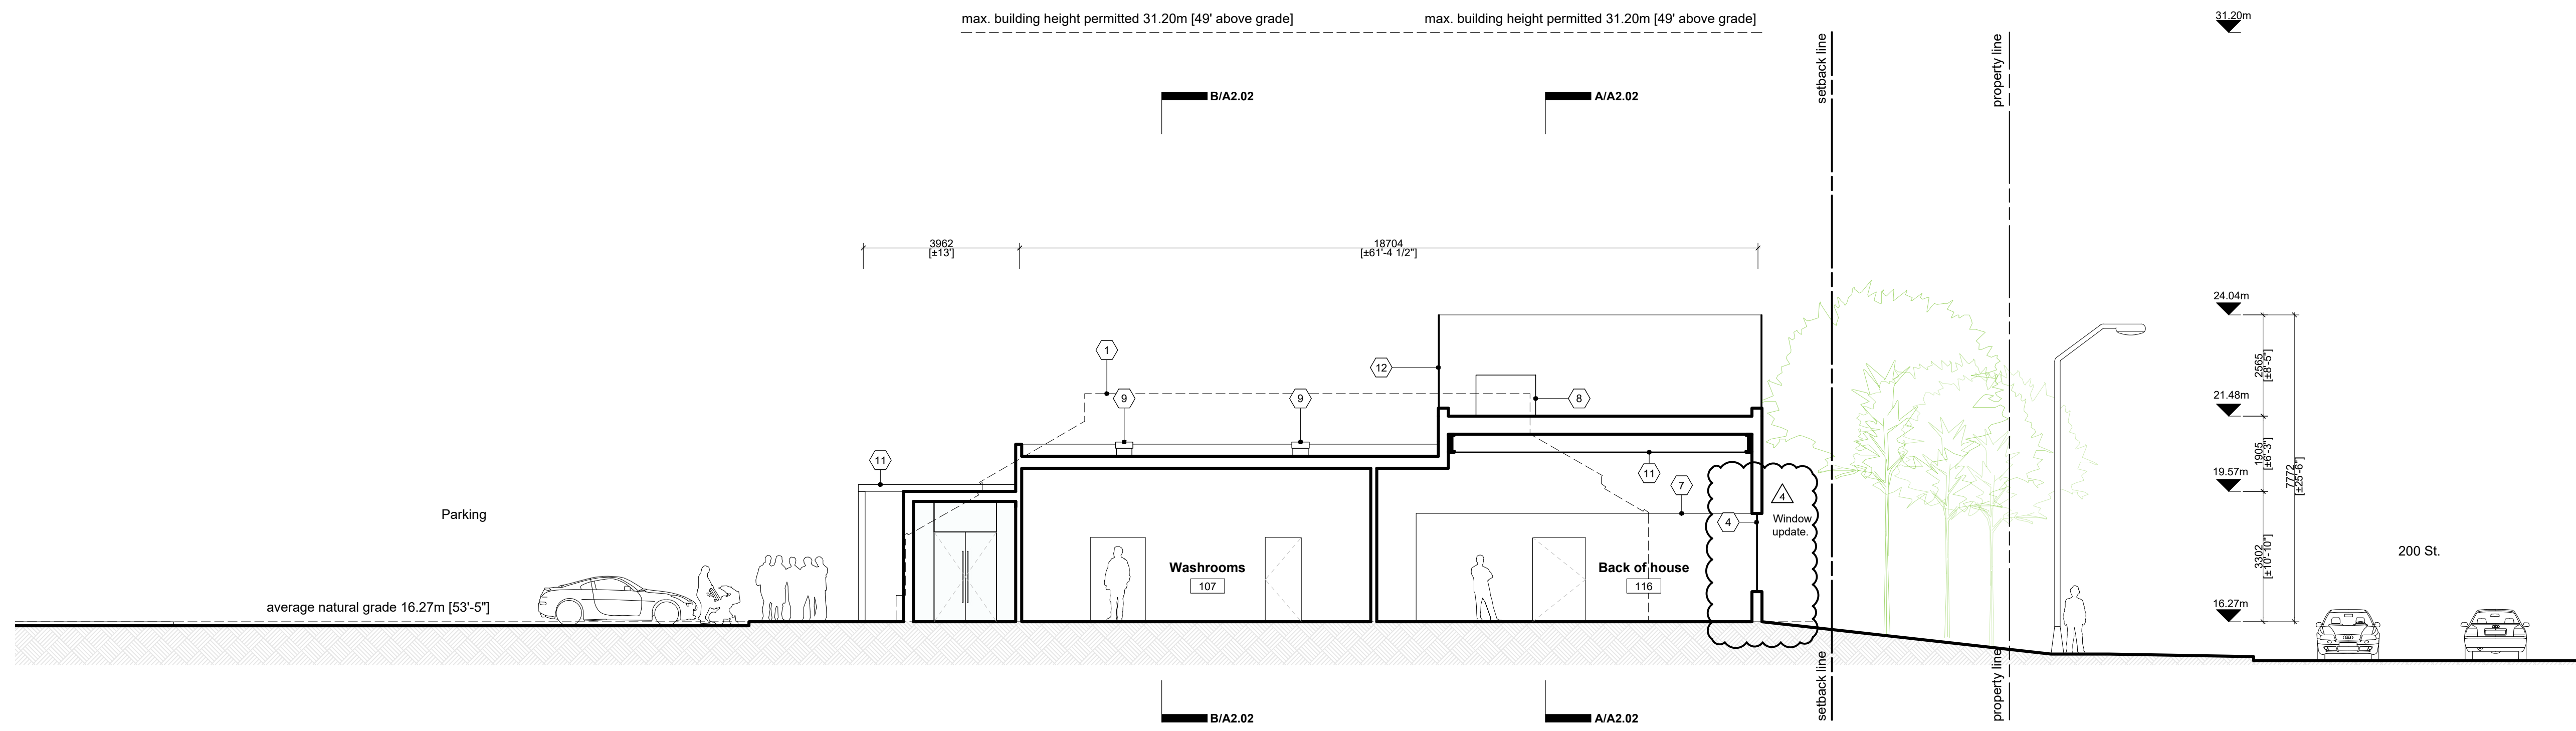 max. building height permitted 31.20m [49' above grade]
max. building height permitted 31.20m [49' above grade]
31.20m
setback line
property line
B/A2.02
A/A2.02
3962
[±13']
18704
[±61'-4 1/2"]
24.04m
1
12
9
9
8
2565
[±8'-5"]
21.48m
11
11
7
4
4
Window
update.
1905
[±6'-3"]
7772
[±25'-6"]
19.57m
Parking
200 St.
Washrooms
107
Back of house
116
3302
[±10'-10"]
average natural grade 16.27m [53'-5"]
16.27m
setback line
property line
B/A2.02
A/A2.02